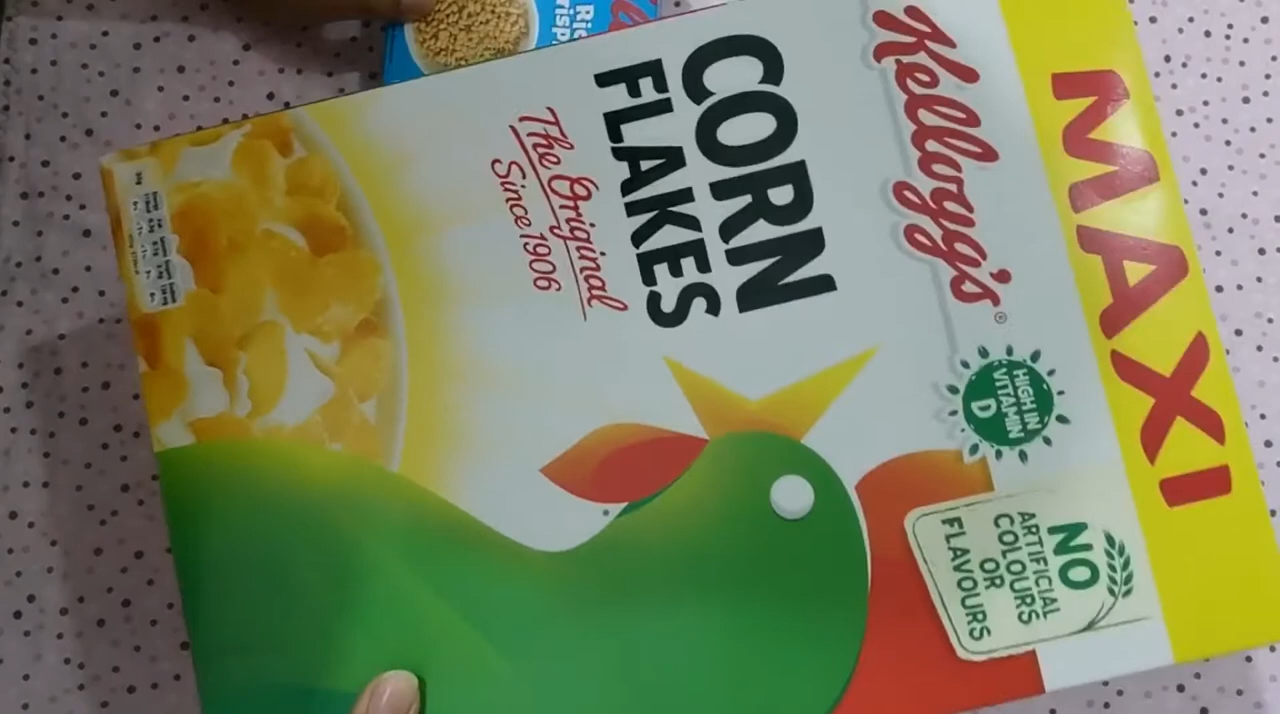 MAXI
Kellogg's®
CORN
FLAKES
The Original
Since 1906
HIGH IN
VITAMIN
D
NO
ARTIFICIAL
COLOURS
OR
FLAVOURS